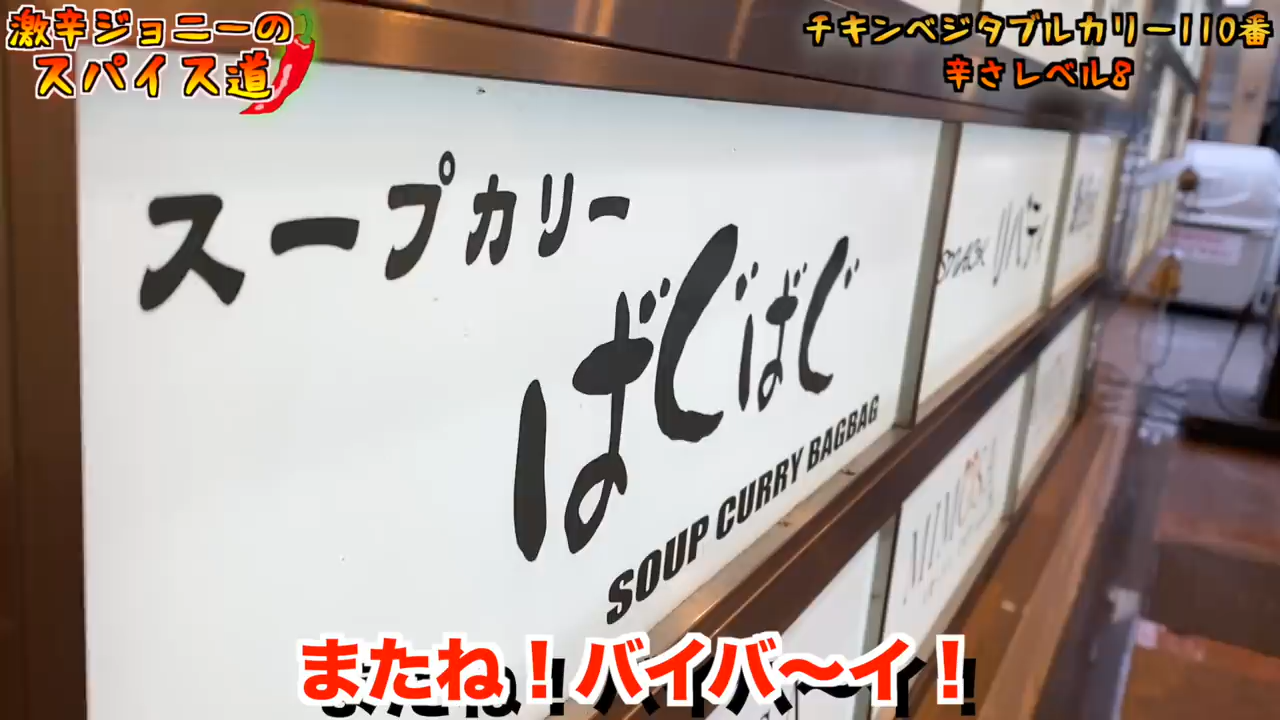 激辛ジョニーの
スパイス道
チキンベジタブルカリー110番
辛さレベル8
スープカリー
ばぐばぐ
SOUP CURRY BAGBAG
リバティ
MIMOSA
またね！バイバ〜イ！